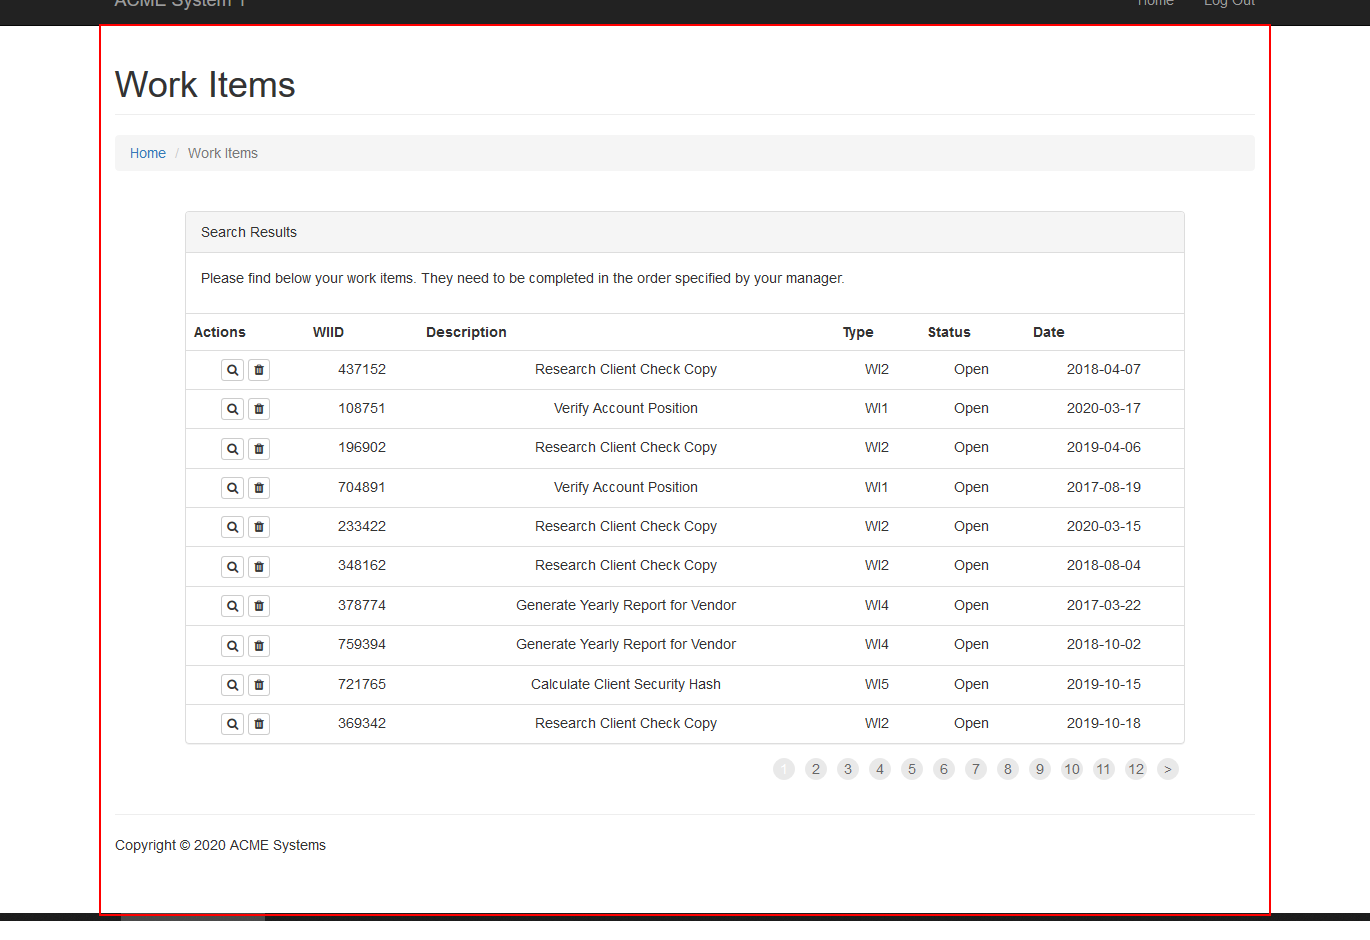 ACME System 1 Home Log Out
Work Items
Home / Work Items
Search Results
Please find below your work items. They need to be completed in the order specified by your manager.
Actions WIID Description Type Status Date
437152 Research Client Check Copy WI2 Open 2018-04-07
108751 Verify Account Position WI1 Open 2020-03-17
196902 Research Client Check Copy WI2 Open 2019-04-06
704891 Verify Account Position WI1 Open 2017-08-19
233422 Research Client Check Copy WI2 Open 2020-03-15
348162 Research Client Check Copy WI2 Open 2018-08-04
378774 Generate Yearly Report for Vendor WI4 Open 2017-03-22
759394 Generate Yearly Report for Vendor WI4 Open 2018-10-02
721765 Calculate Client Security Hash WI5 Open 2019-10-15
369342 Research Client Check Copy WI2 Open 2019-10-18
1 2 3 4 5 6 7 8 9 10 11 12 >
Copyright © 2020 ACME Systems